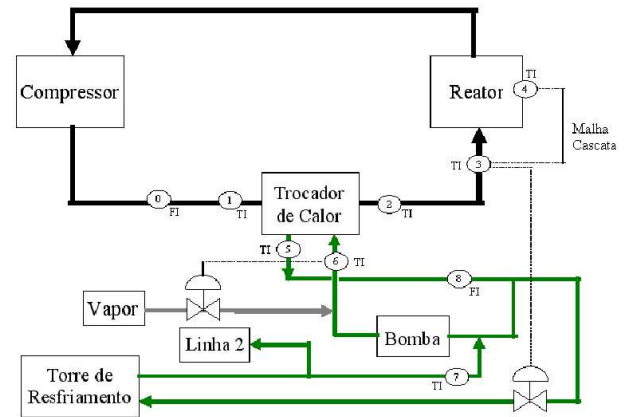 Compressor
Reator
TI
4
Malha
Cascata
TI
3
Trocador
de Calor
0
FI
1
TI
2
TI
TI
5
6
TI
8
FI
Vapor
Linha 2
Bomba
Torre de
Resfriamento
TI
7